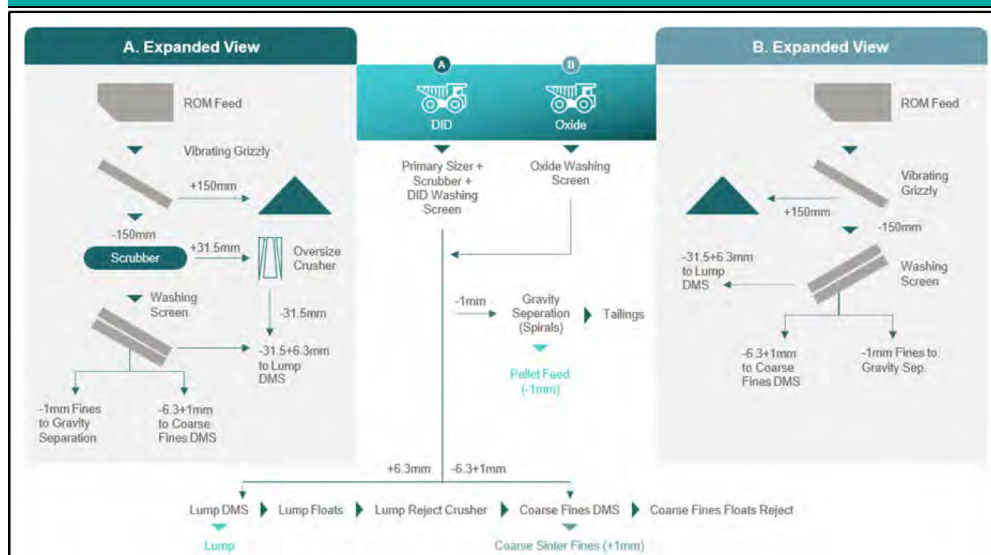 A. Expanded View
ROM Feed
Vibrating Grizzly
+150mm
-150mm
Scrubber
+31.5mm
Oversize
Crusher
Washing
Screen
-31.5mm
-31.5+6.3mm
to Lump
DMS
-1mm Fines
to Gravity
Separation
-6.3+1mm
to Coarse
Fines DMS
A
DID
B
Oxide
Primary Sizer +
Scrubber +
DID Washing
Screen
Oxide Washing
Screen
-1mm
Gravity
Seperation
(Spirals)
Tailings
Pellet Feed
(-1mm)
+6.3mm
-6.3+1mm
Lump DMS
Lump Floats
Lump Reject Crusher
Coarse Fines DMS
Coarse Fines Floats Reject
Lump
Coarse Sinter Fines (+1mm)
B. Expanded View
ROM Feed
Vibrating
Grizzly
+150mm
-150mm
-31.5+6.3mm
to Lump
DMS
Washing
Screen
-6.3+1mm
to Coarse
Fines DMS
-1mm Fines to
Gravity Sep.